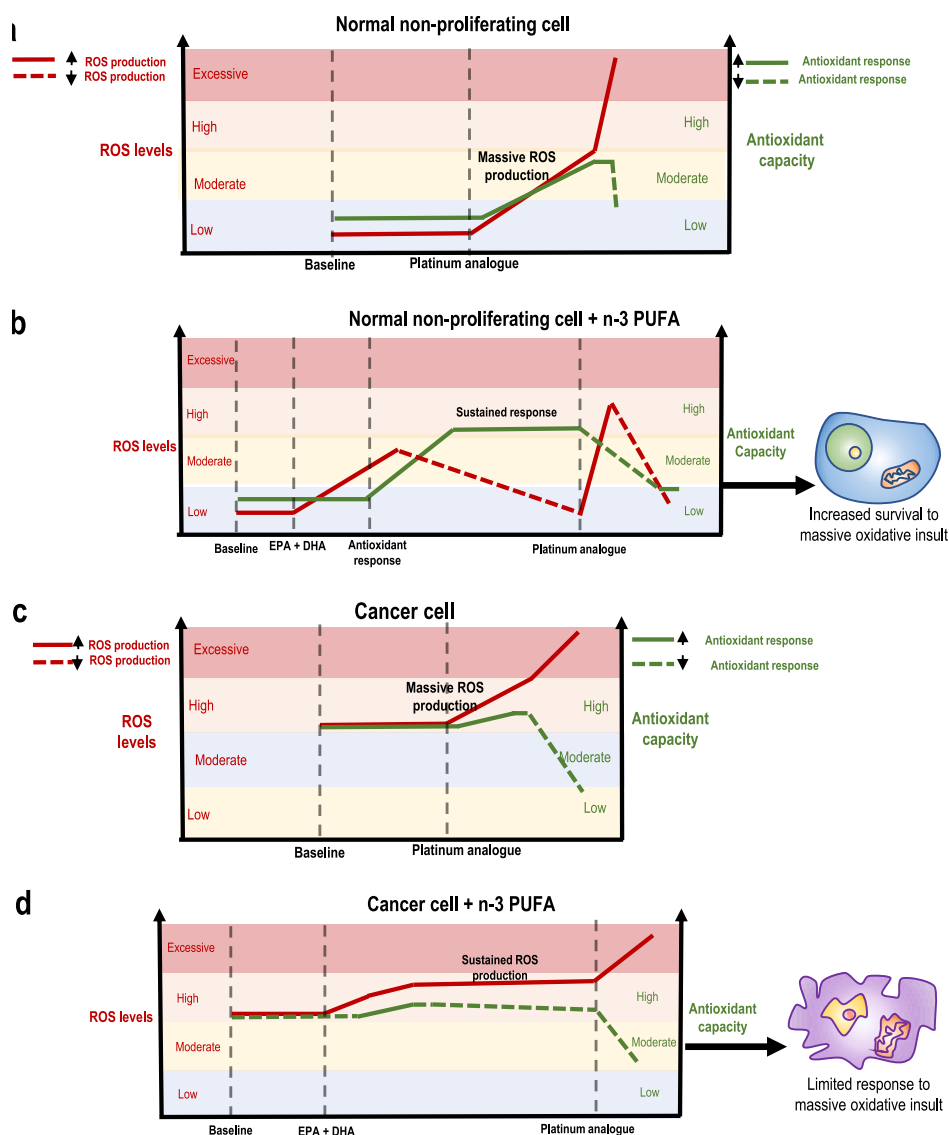 a
Normal non-proliferating cell
ROS production
ROS production
Antioxidant response
Antioxidant response
Excessive
High
High
ROS levels
Massive ROS
production
Antioxidant
capacity
Moderate
Moderate
Low
Low
Baseline
Platinum analogue
b
Normal non-proliferating cell + n-3 PUFA
Excessive
High
Sustained response
High
ROS levels
Antioxidant
Capacity
Moderate
Moderate
Low
Low
Baseline
EPA + DHA
Antioxidant
response
Platinum analogue
Increased survival to
massive oxidative insult
c
Cancer cell
ROS production
ROS production
Antioxidant response
Antioxidant response
Excessive
Massive ROS
production
High
High
ROS
levels
Antioxidant
capacity
Moderate
Moderate
Low
Low
Baseline
Platinum analogue
d
Cancer cell + n-3 PUFA
Excessive
Sustained ROS
production
High
High
ROS levels
Antioxidant
capacity
Moderate
Moderate
Low
Low
Baseline
EPA + DHA
Platinum analogue
Limited response to
massive oxidative insult